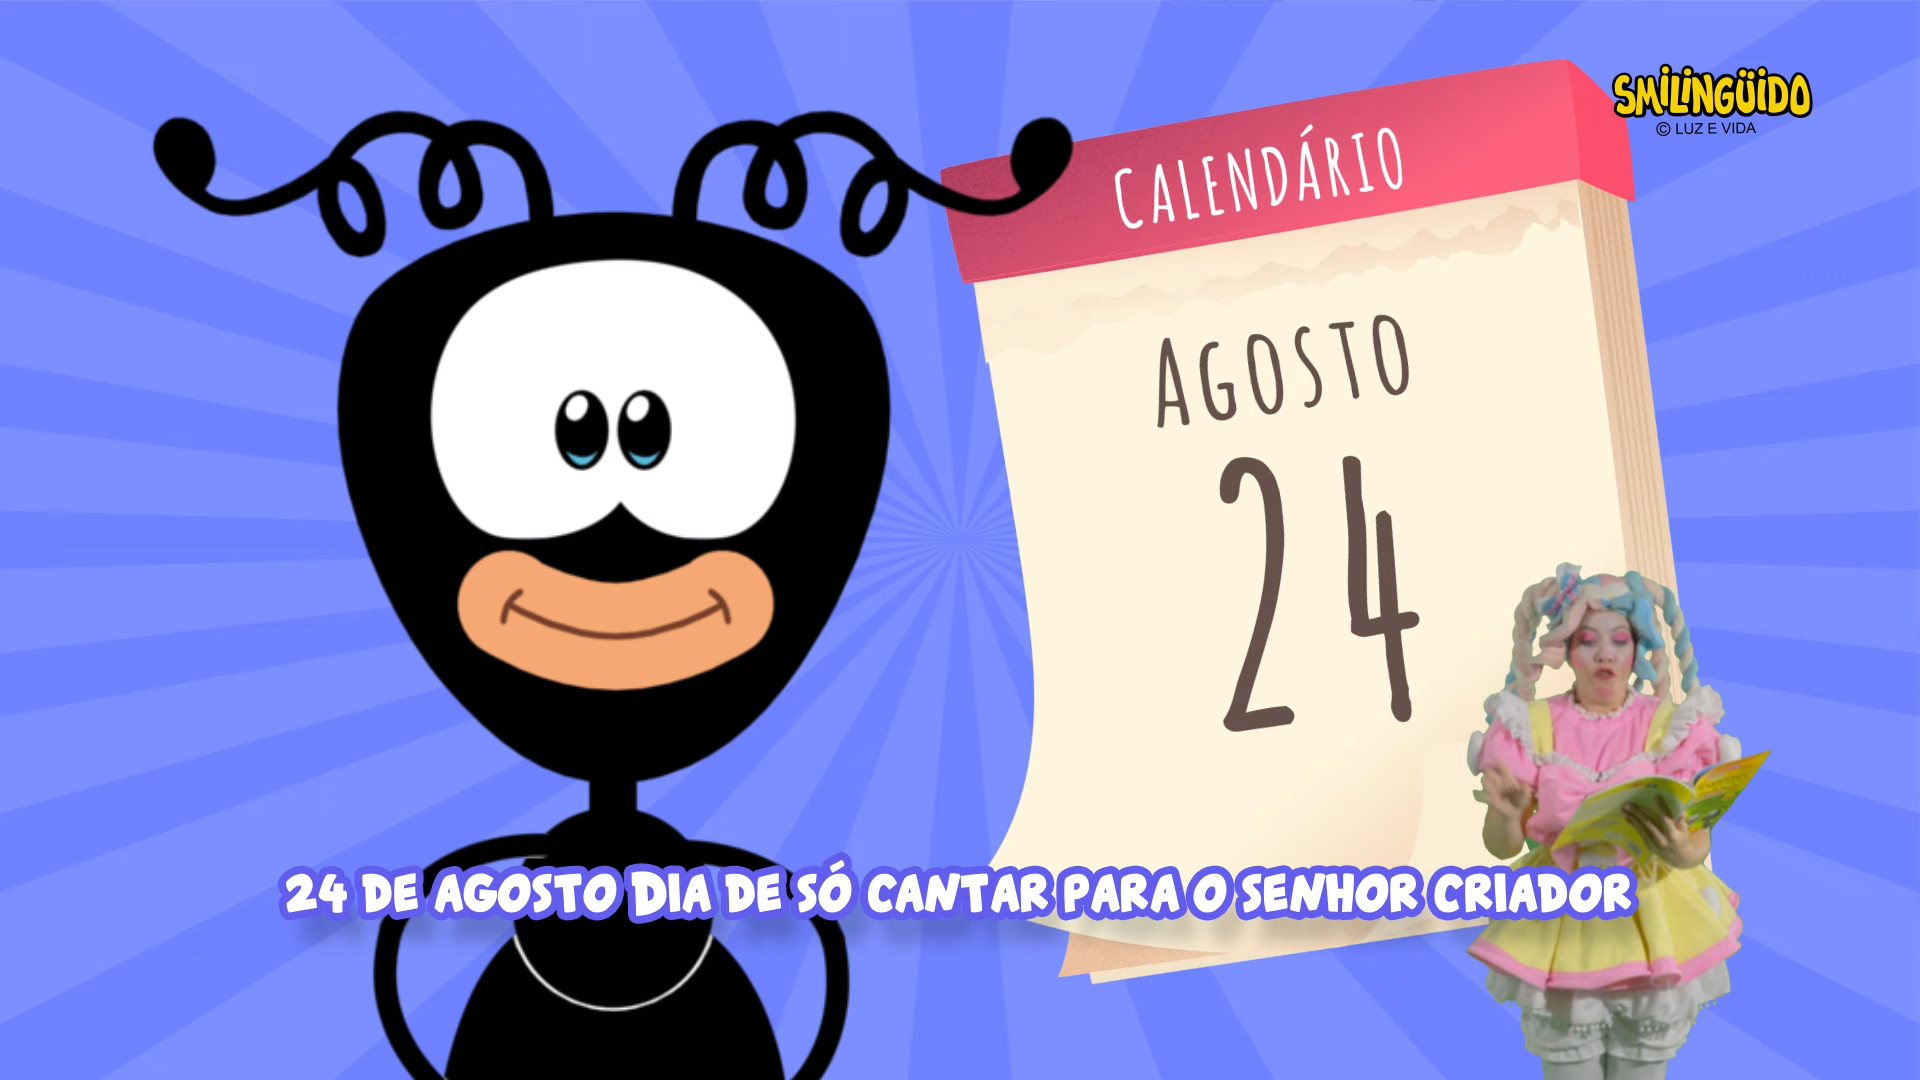 SMILINGÜIDO
© LUZ E VIDA
CALENDÁRIO
AGOSTO
24
24 DE AGOSTO DIA DE SÓ CANTAR PARA O SENHOR CRIADOR